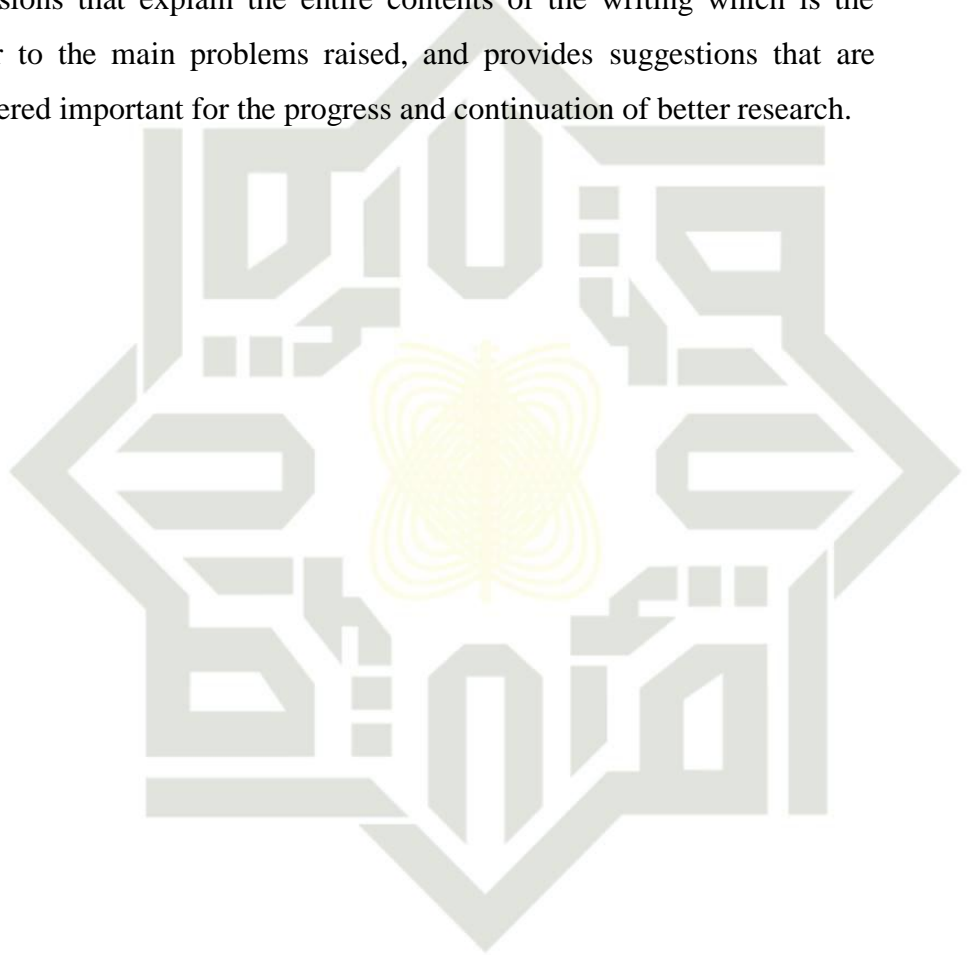 sions that explain the entire contents of the writing which is the
r to the main problems raised, and provides suggestions that are
ered important for the progress and continuation of better research.